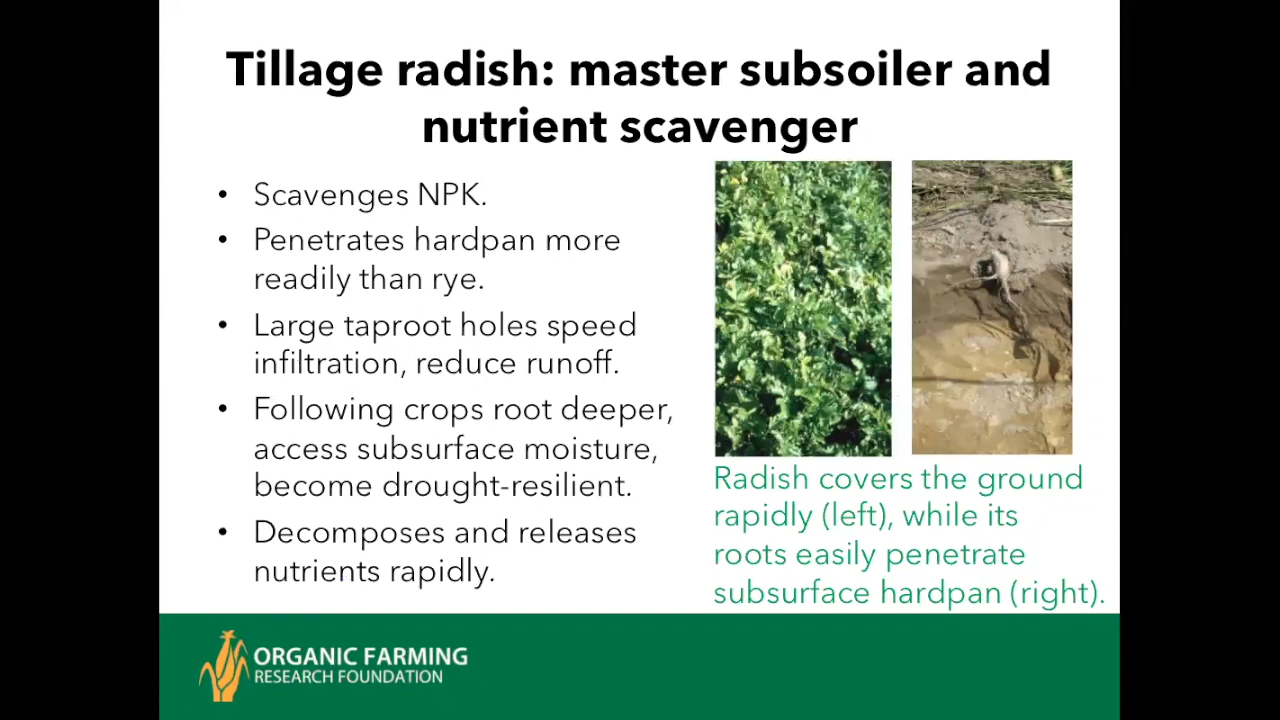 Tillage radish: master subsoiler and
nutrient scavenger
• Scavenges NPK.
• Penetrates hardpan more
readily than rye.
• Large taproot holes speed
infiltration, reduce runoff.
• Following crops root deeper,
access subsurface moisture,
become drought-resilient.
• Decomposes and releases
nutrients rapidly.
Radish covers the ground
rapidly (left), while its
roots easily penetrate
subsurface hardpan (right).
ORGANIC FARMING
RESEARCH FOUNDATION